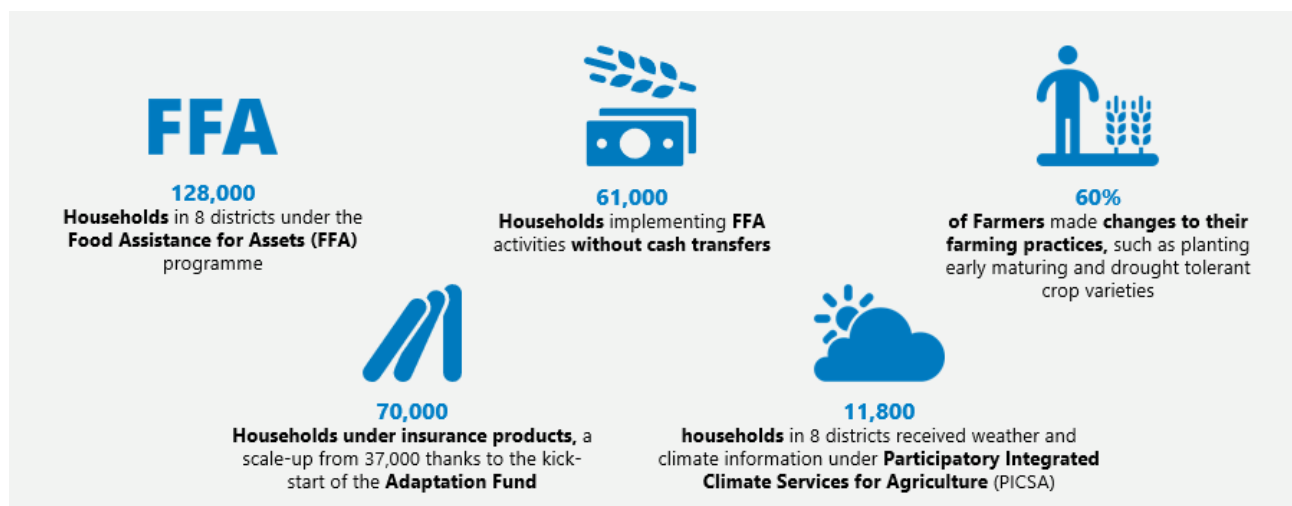 FFA
128,000
Households in 8 districts under the
Food Assistance for Assets (FFA)
programme
61,000
Households implementing FFA
activities without cash transfers
60%
of Farmers made changes to their
farming practices, such as planting
early maturing and drought tolerant
crop varieties
70,000
Households under insurance products, a
scale-up from 37,000 thanks to the kick-
start of the Adaptation Fund
11,800
households in 8 districts received weather and
climate information under Participatory Integrated
Climate Services for Agriculture (PICSA)